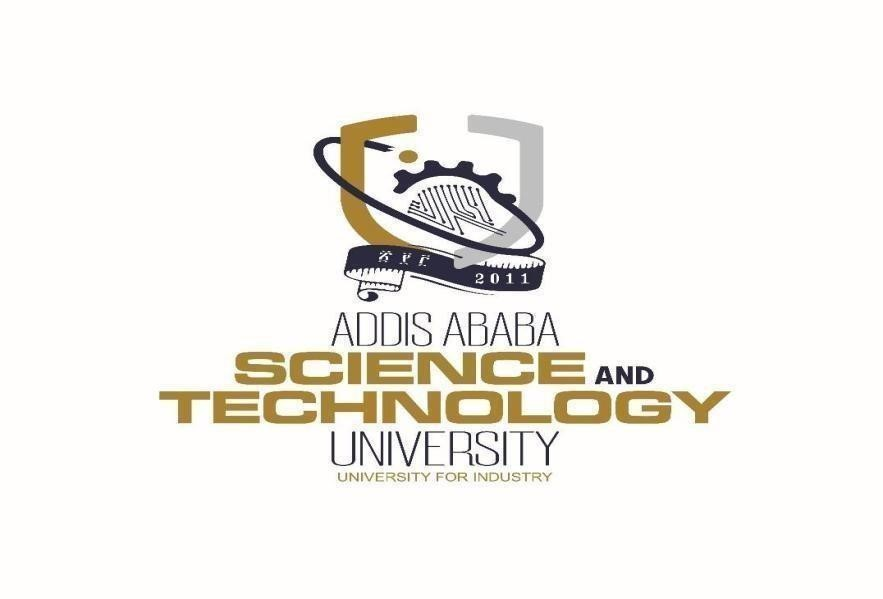 2011
ADDIS ABABA
SCIENCE AND
TECHNOLOGY
UNIVERSITY
UNIVERSITY FOR INDUSTRY